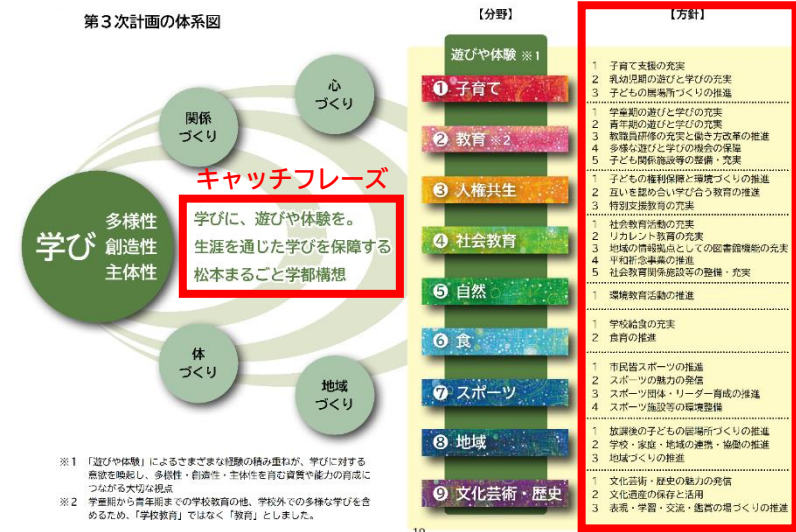 第3次計画の体系図
心
づくり
関係
づくり
キャッチフレーズ
学び
多様性
創造性
主体性
学びに、遊びや体験を。
生涯を通じた学びを保障する
松本まるごと学都構想
体
づくり
地域
づくり
※1 「遊びや体験」によるさまざまな経験の積み重ねが、学びに対する
意欲を喚起し、多様性・創造性・主体性を育む資質や能力の育成に
つながる大切な視点
※2 学童期から青年期までの学校教育の他、学校外での多様な学びを含
めるため、「学校教育」ではなく「教育」としました。
【分野】
遊びや体験 ※1
❶ 子育て
❷ 教育 ※2
❸ 人権共生
❹ 社会教育
❺ 自然
❻ 食
❼ スポーツ
❽ 地域
❾ 文化芸術・歴史
【方針】
1 子育て支援の充実
2 乳幼児期の遊びと学びの充実
3 子どもの居場所づくりの推進
1 学童期の遊びと学びの充実
2 青年期の遊びと学びの充実
3 教職員研修の充実と働き方改革の推進
4 多様な遊びと学びの機会の保障
5 子ども関係施設等の整備・充実
1 子どもの権利保障と環境づくりの推進
2 互いを認め合い学び合う教育の推進
3 特別支援教育の充実
1 社会教育活動の充実
2 リカレント教育の充実
3 地域の情報拠点としての図書館機能の充実
4 平和祈念事業の推進
5 社会教育関係施設等の整備・充実
1 環境教育活動の推進
1 学校給食の充実
2 食育の推進
1 市民皆スポーツの推進
2 スポーツの魅力の発信
3 スポーツ団体・リーダー育成の推進
4 スポーツ施設等の環境整備
1 放課後の子どもの居場所づくりの推進
2 学校・家庭・地域の連携・協働の推進
3 地域づくりの推進
1 文化芸術・歴史の魅力の発信
2 文化遺産の保存と活用
3 表現・学習・交流・鑑賞の場づくりの推進